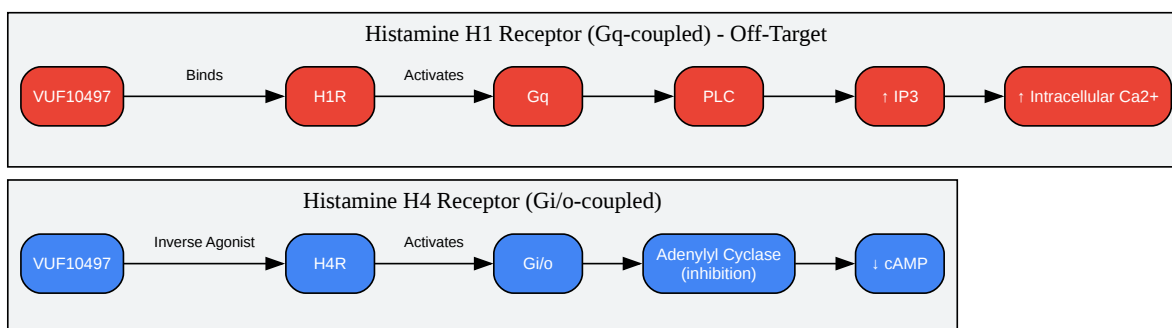 Histamine H1 Receptor (Gq-coupled) - Off-Target
Binds
Activates
VUF10497
H1R
Gq
PLC
↑ IP3
↑ Intracellular Ca2+
Histamine H4 Receptor (Gi/o-coupled)
Inverse Agonist
Activates
VUF10497
H4R
Gi/o
Adenylyl Cyclase
(inhibition)
↓ cAMP